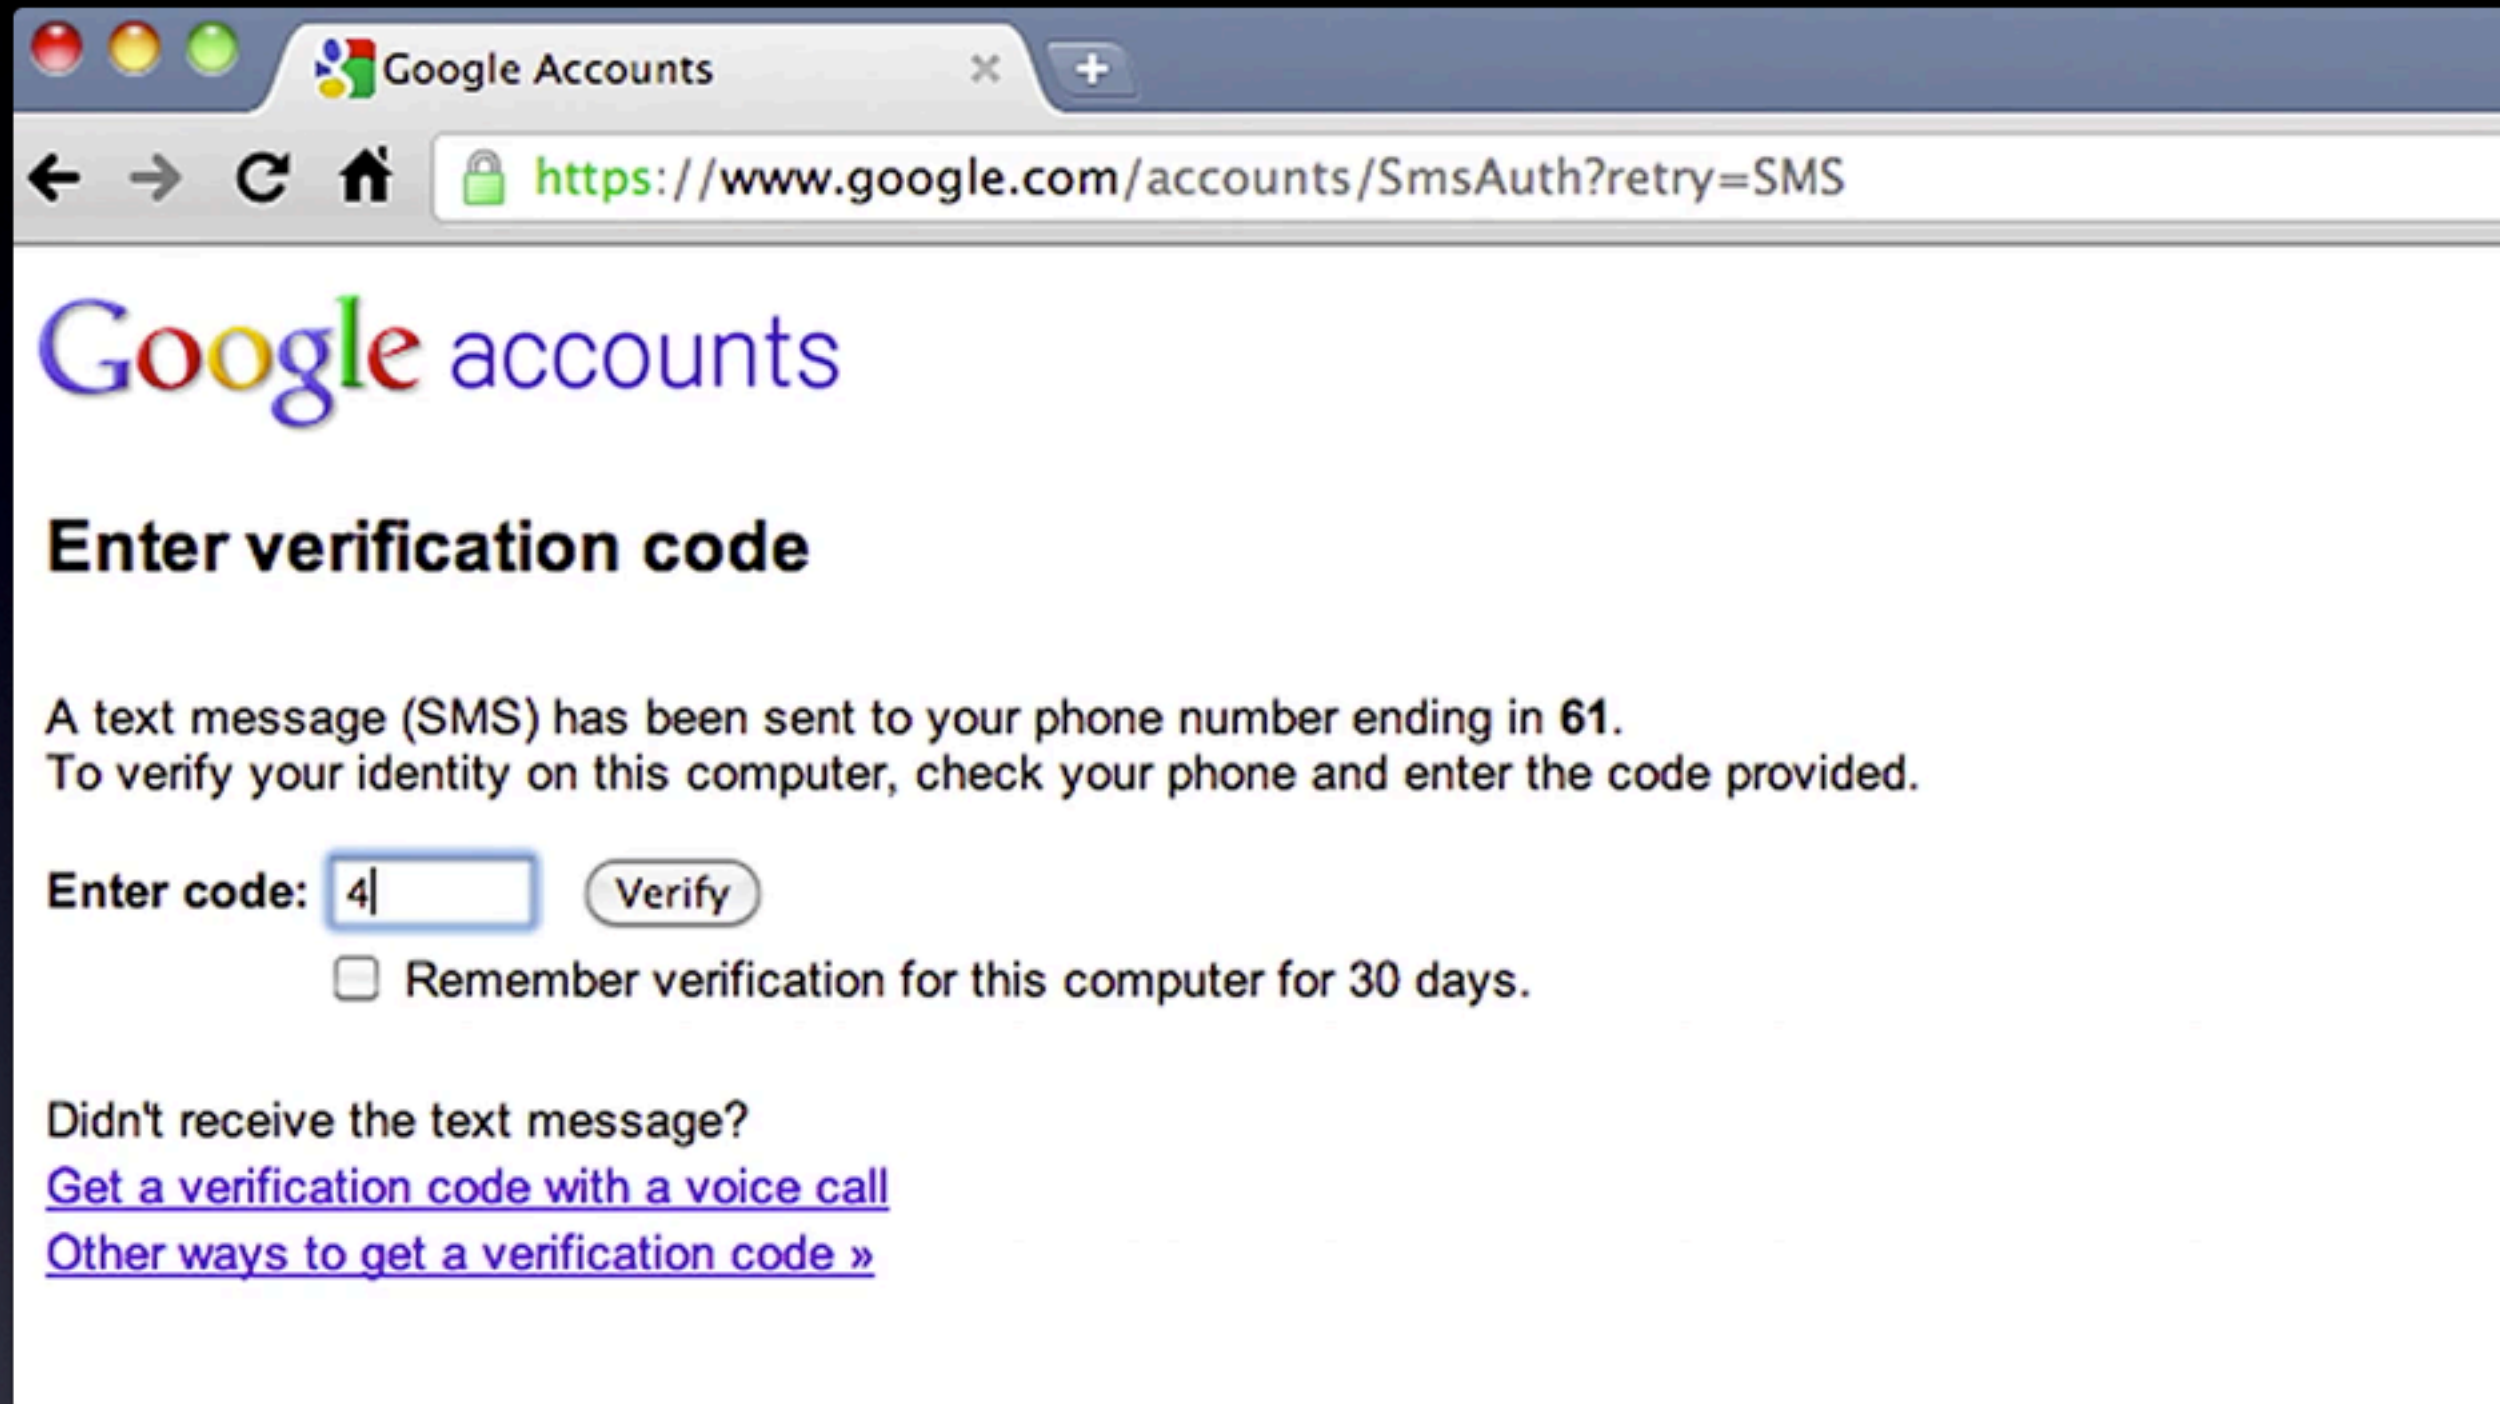 Google Accounts
https://www.google.com/accounts/SmsAuth?retry=SMS
Google accounts
Enter verification code
A text message (SMS) has been sent to your phone number ending in 61.
To verify your identity on this computer, check your phone and enter the code provided.
Enter code: 4 Verify
Remember verification for this computer for 30 days.
Didn't receive the text message?
Get a verification code with a voice call
Other ways to get a verification code »